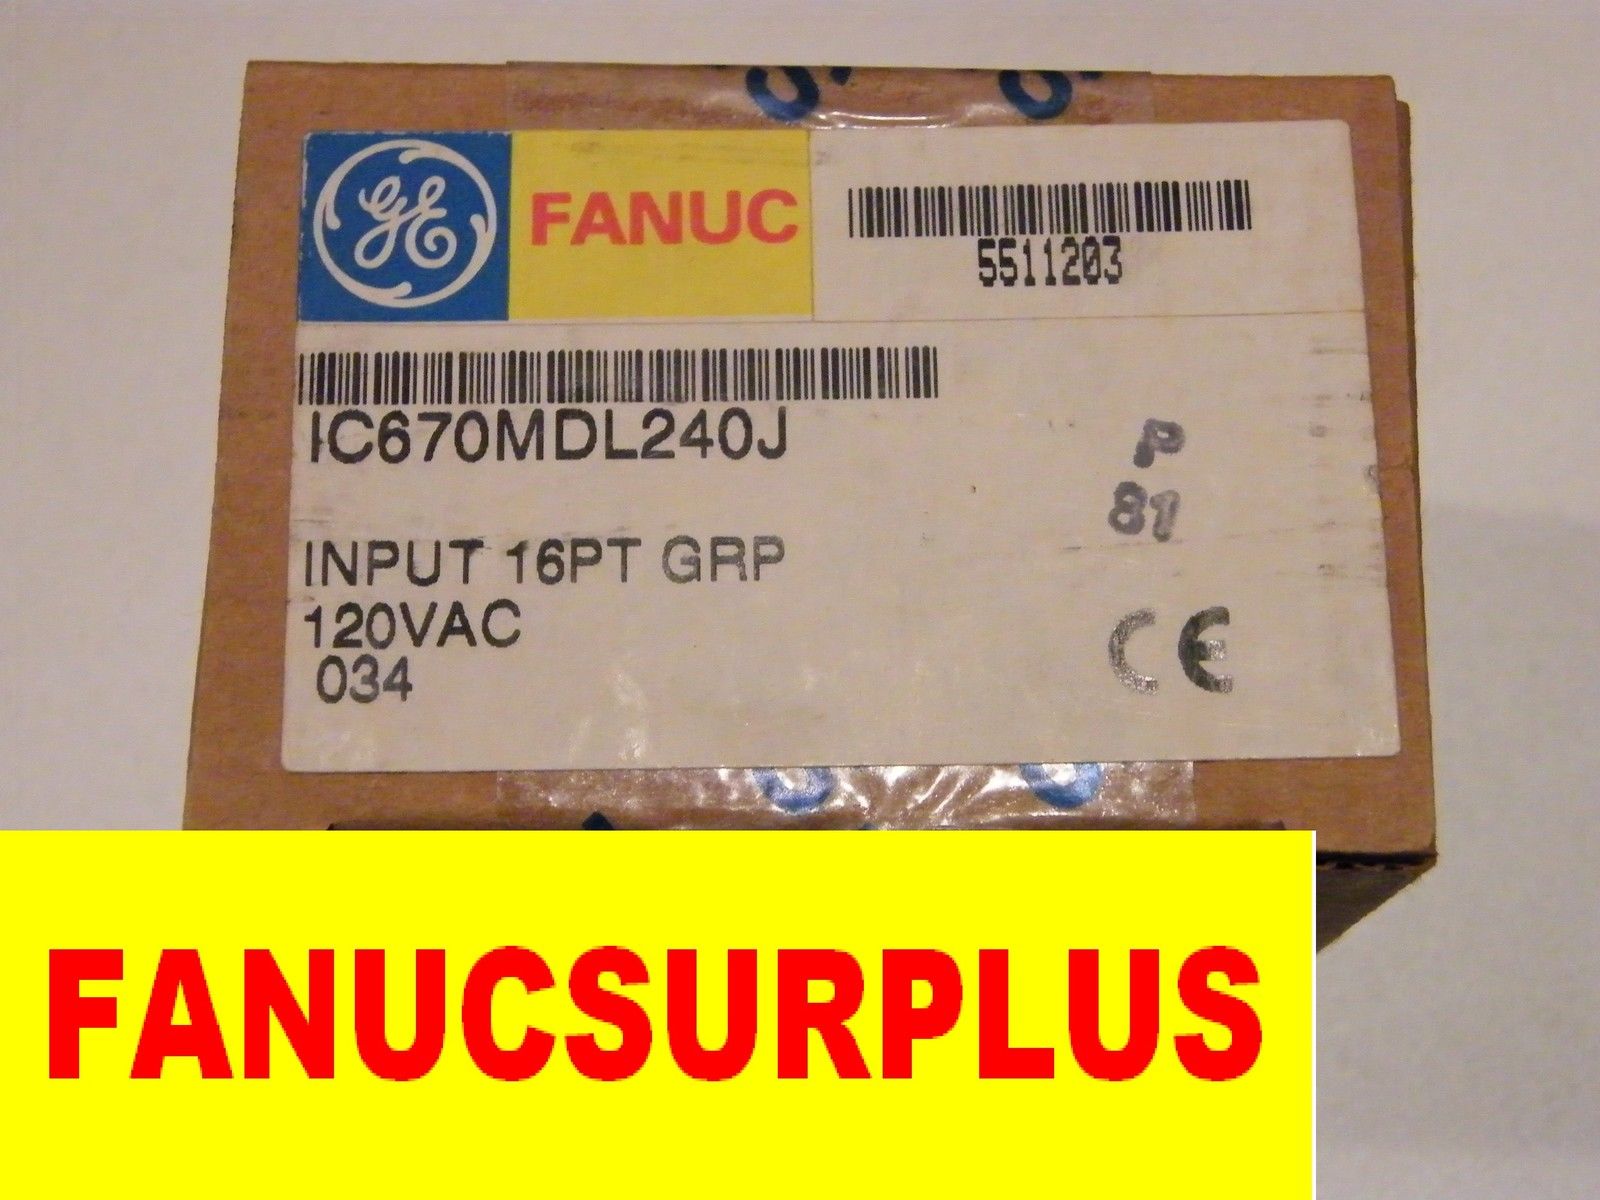 GE
FANUC
5511203
IC670MDL240J
P
81
INPUT 16PT GRP
120VAC
034
CE
FANUCSURPLUS